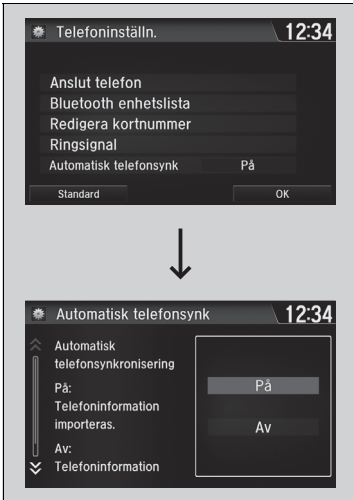 Telefoninställn.
12:34
Anslut telefon
Bluetooth enhetslista
Redigera kortnummer
Ringsignal
Automatisk telefonsynk På
Standard OK
Automatisk telefonsynk
12:34
Automatisk
telefonsynkronisering
På:
Telefoninformation
importeras.
Av:
Telefoninformation
På
Av